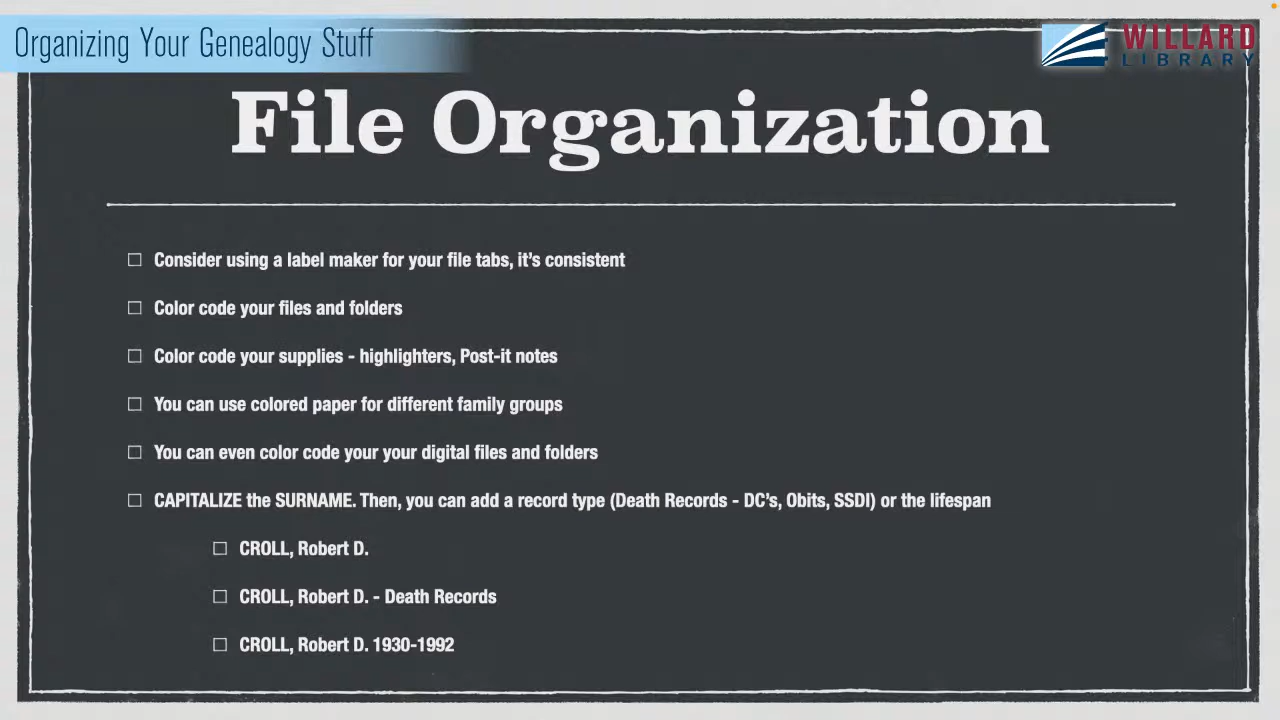 Organizing Your Genealogy Stuff
WILLARD
LIBRARY
File Organization
Consider using a label maker for your file tabs, it's consistent
Color code your files and folders
Color code your supplies - highlighters, Post-it notes
You can use colored paper for different family groups
You can even color code your your digital files and folders
CAPITALIZE the SURNAME. Then, you can add a record type (Death Records - DC's, Obits, SSDI) or the lifespan
CROLL, Robert D.
CROLL, Robert D. - Death Records
CROLL, Robert D. 1930-1992